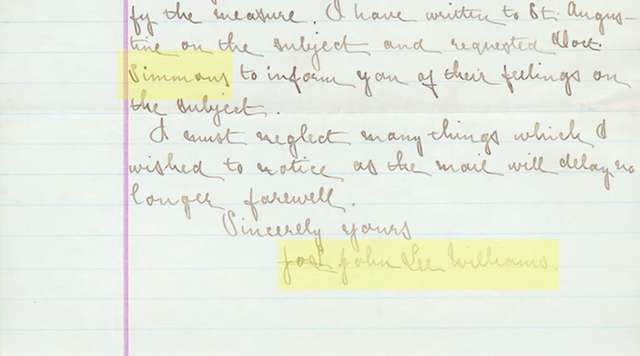 fy the measure. I have written to St. Augus-
tine on the subject and requested Doct.
Simmons to inform you of their feelings on
the subject.
I must neglect many things which I
wished to notice as the mail will delay no
longer farewell.
Sincerely yours
John Lee Williams.